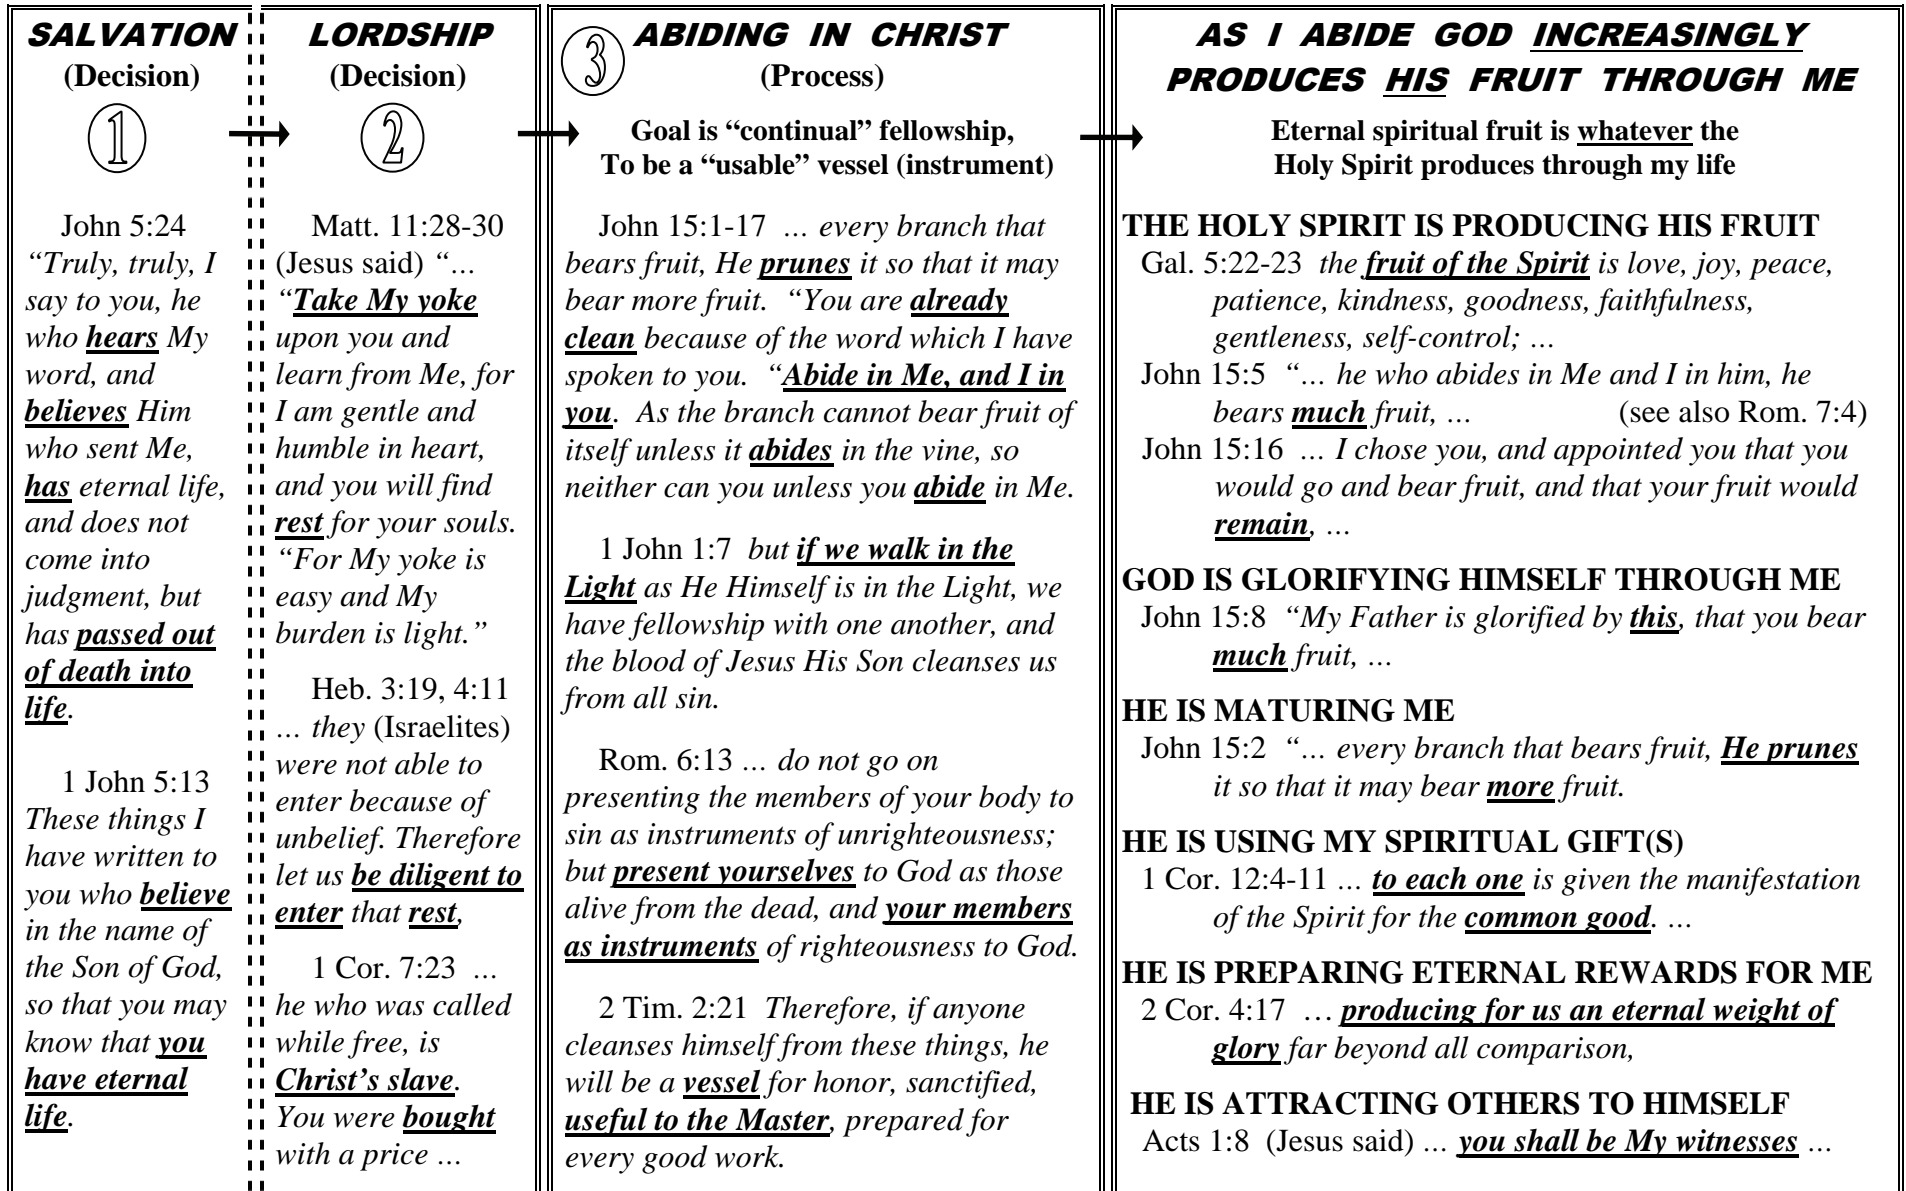 SALVATION
(Decision)
1
John 5:24
“Truly, truly, I
say to you, he
who hears My
word, and
believes Him
who sent Me,
has eternal life,
and does not
come into
judgment, but
has passed out
of death into
life.
1 John 5:13
These things I
have written to
you who believe
in the name of
the Son of God,
so that you may
know that you
have eternal
life.
LORDSHIP
(Decision)
2
Matt. 11:28-30
(Jesus said) “...
“Take My yoke
upon you and
learn from Me, for
I am gentle and
humble in heart,
and you will find
rest for your souls.
“For My yoke is
easy and My
burden is light.”
Heb. 3:19, 4:11
... they (Israelites)
were not able to
enter because of
unbelief. Therefore
let us be diligent to
enter that rest,
1 Cor. 7:23 ...
he who was called
while free, is
Christ’s slave.
You were bought
with a price ...
3 ABIDING IN CHRIST
(Process)
Goal is “continual” fellowship,
To be a “usable” vessel (instrument)
John 15:1-17 ... every branch that
bears fruit, He prunes it so that it may
bear more fruit. “You are already
clean because of the word which I have
spoken to you. “Abide in Me, and I in
you. As the branch cannot bear fruit of
itself unless it abides in the vine, so
neither can you unless you abide in Me.
1 John 1:7 but if we walk in the
Light as He Himself is in the Light, we
have fellowship with one another, and
the blood of Jesus His Son cleanses us
from all sin.
Rom. 6:13 ... do not go on
presenting the members of your body to
sin as instruments of unrighteousness;
but present yourselves to God as those
alive from the dead, and your members
as instruments of righteousness to God.
2 Tim. 2:21 Therefore, if anyone
cleanses himself from these things, he
will be a vessel for honor, sanctified,
useful to the Master, prepared for
every good work.
AS I ABIDE GOD INCREASINGLY
PRODUCES HIS FRUIT THROUGH ME
Eternal spiritual fruit is whatever the
Holy Spirit produces through my life
THE HOLY SPIRIT IS PRODUCING HIS FRUIT
Gal. 5:22-23 the fruit of the Spirit is love, joy, peace,
patience, kindness, goodness, faithfulness,
gentleness, self-control; ...
John 15:5 “... he who abides in Me and I in him, he
bears much fruit, ... (see also Rom. 7:4)
John 15:16 ... I chose you, and appointed you that you
would go and bear fruit, and that your fruit would
remain, ...
GOD IS GLORIFYING HIMSELF THROUGH ME
John 15:8 “My Father is glorified by this, that you bear
much fruit, ...
HE IS MATURING ME
John 15:2 “... every branch that bears fruit, He prunes
it so that it may bear more fruit.
HE IS USING MY SPIRITUAL GIFT(S)
1 Cor. 12:4-11 ... to each one is given the manifestation
of the Spirit for the common good. ...
HE IS PREPARING ETERNAL REWARDS FOR ME
2 Cor. 4:17 ... producing for us an eternal weight of
glory far beyond all comparison,
HE IS ATTRACTING OTHERS TO HIMSELF
Acts 1:8 (Jesus said) ... you shall be My witnesses ...